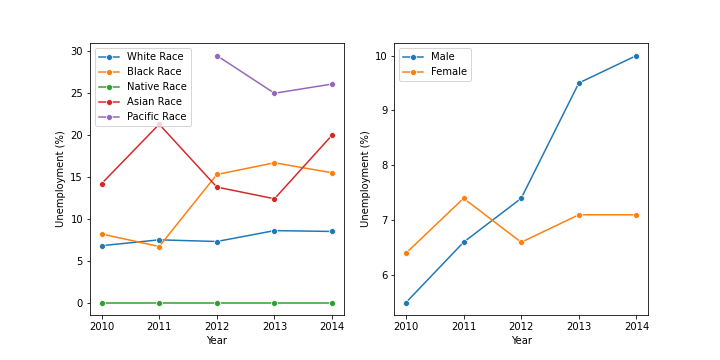 White Race
Black Race
Native Race
Asian Race
Pacific Race
30
25
20
15
10
5
0
Unemployment (%)
2010 2011 2012 2013 2014
Year
Male
Female
10
9
8
7
6
Unemployment (%)
2010 2011 2012 2013 2014
Year